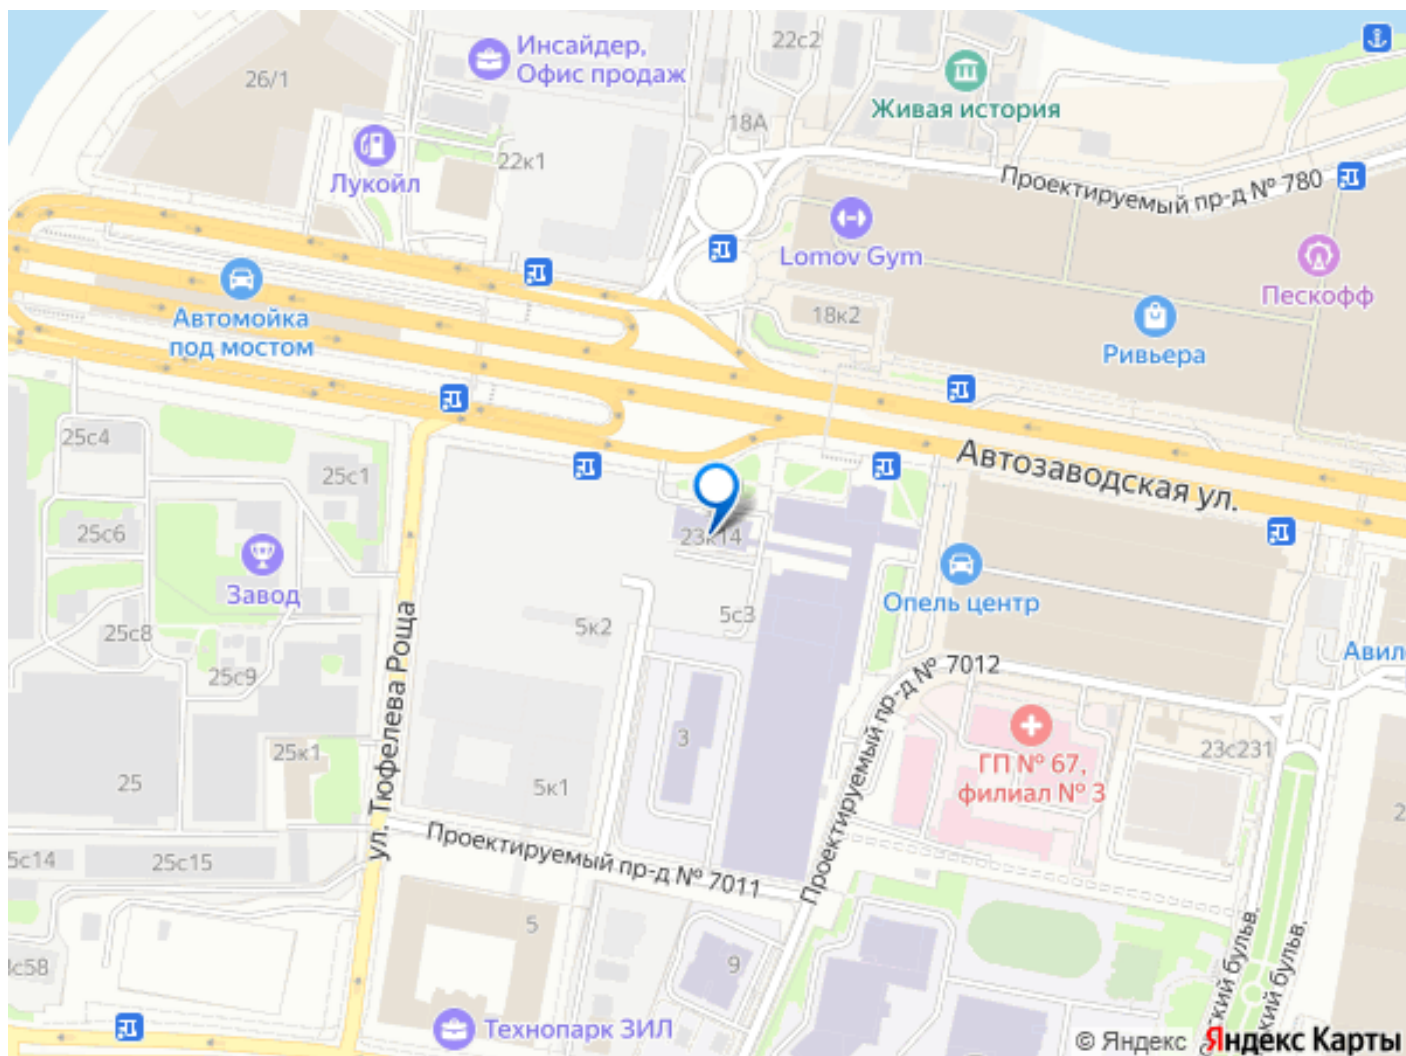 Инсайдер,
Офис продаж
22с2
26/1
Живая история
18А
22к1
Лукойл
Проектируемый пр-д № 780
Lomov Gym
Пескофф
Автомойка
под мостом
18к2
Ривьера
25с4
25с1
Автозаводская ул.
25с6
23к14
Завод
Опель центр
5с3
5к2
25с8
25с9
ул. Тюфелева Роща
Проектируемый пр-д № 7012
3
25к1
25
5к1
ГП № 67,
филиал № 3
23с231
Проектируемый пр-д № 7011
25с15
5
9
Технопарк ЗИЛ
© Яндекс
Яндекс Карты